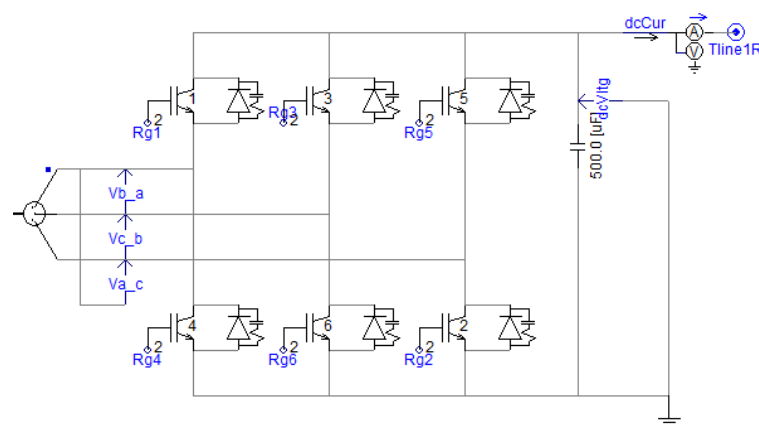 dcCur
A
V
Tline1R
1
2
Rg1
3
2
Rg3
5
2
Rg5
dcVltg
500.0 [uF]
Vb_a
Vc_b
Va_c
4
2
Rg4
6
2
Rg6
2
2
Rg2